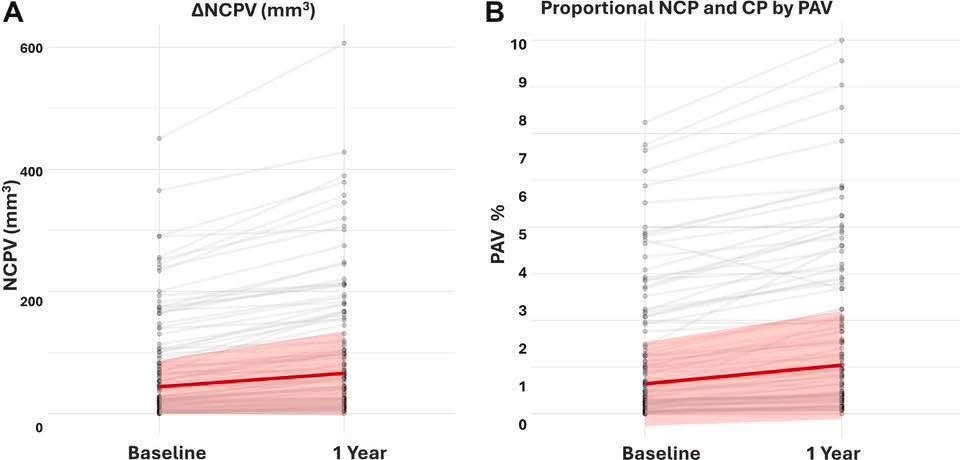 A
ΔNCPV (mm³)
NCPV (mm³)
600
400
200
0
Baseline
1 Year
B
Proportional NCP and CP by PAV
PAV %
10
9
8
7
6
5
4
3
2
1
0
Baseline
1 Year